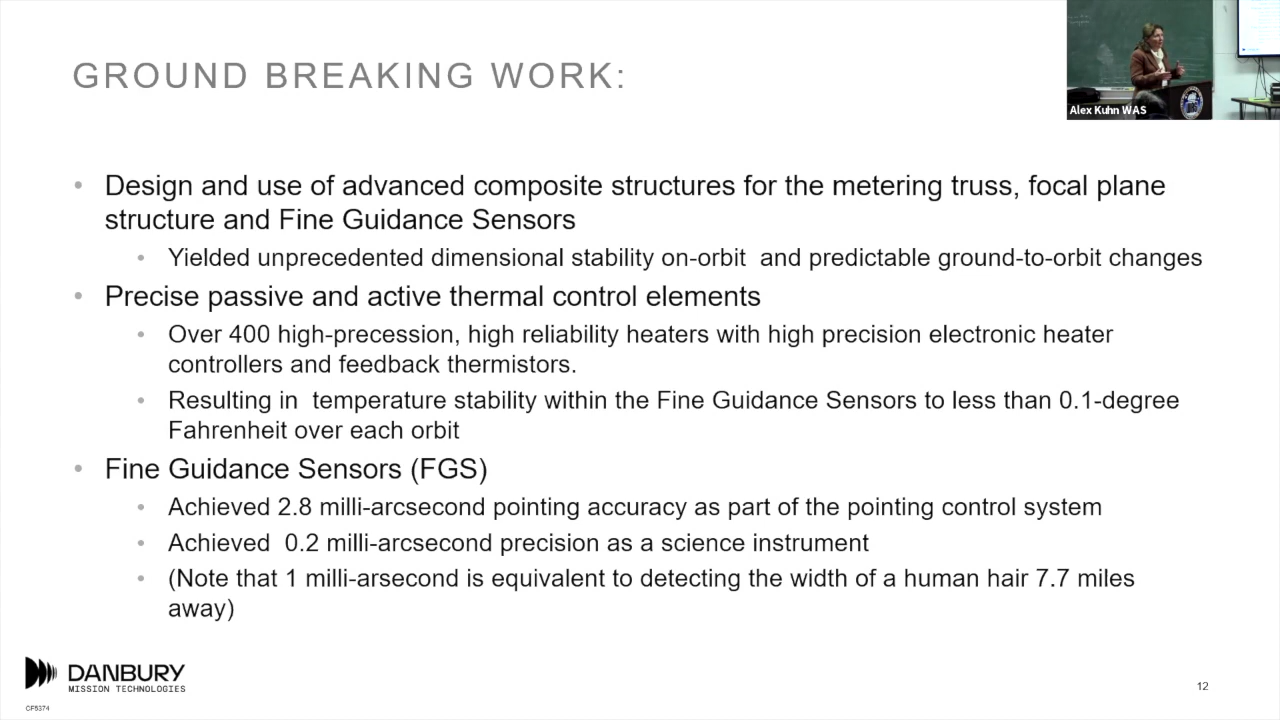 GROUND BREAKING WORK:
Alex Kuhn WAS
• Design and use of advanced composite structures for the metering truss, focal plane
structure and Fine Guidance Sensors
• Yielded unprecedented dimensional stability on-orbit  and predictable ground-to-orbit changes
• Precise passive and active thermal control elements
• Over 400 high-precession, high reliability heaters with high precision electronic heater
controllers and feedback thermistors.
• Resulting in  temperature stability within the Fine Guidance Sensors to less than 0.1-degree
Fahrenheit over each orbit
• Fine Guidance Sensors (FGS)
• Achieved 2.8 milli-arcsecond pointing accuracy as part of the pointing control system
• Achieved  0.2 milli-arcsecond precision as a science instrument
• (Note that 1 milli-arsecond is equivalent to detecting the width of a human hair 7.7 miles
away)
DANBURY
MISSION TECHNOLOGIES
CF5374
12